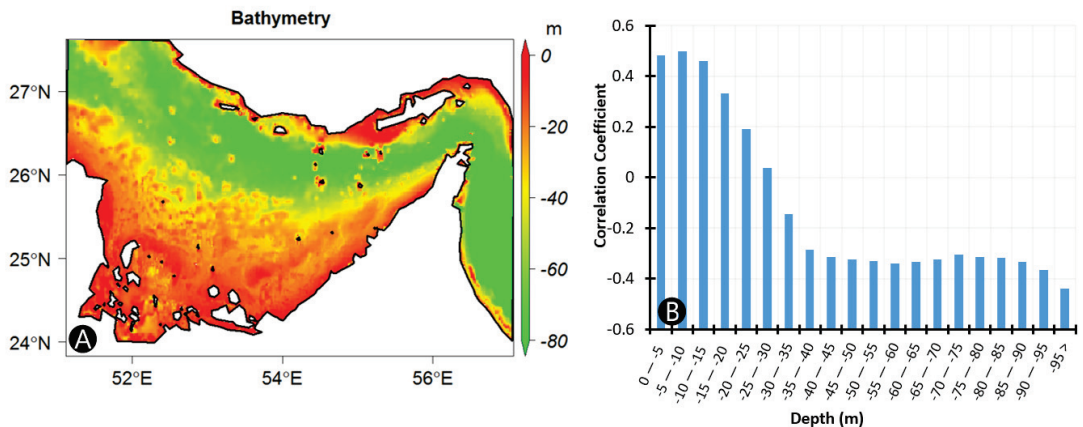 Bathymetry
m
0
-20
-40
-60
-80
27°N
26°N
25°N
24°N
52°E
54°E
56°E
A
0.6
0.4
0.2
0
-0.2
-0.4
-0.6
Correlation Coefficient
B
0 — -5
-5 — -10
-10 — -15
-15 — -20
-20 — -25
-25 — -30
-30 — -35
-35 — -40
-40 — -45
-45 — -50
-50 — -55
-55 — -60
-60 — -65
-65 — -70
-70 — -75
-75 — -80
-80 — -85
-85 — -90
-90 — -95
-95 >
Depth (m)